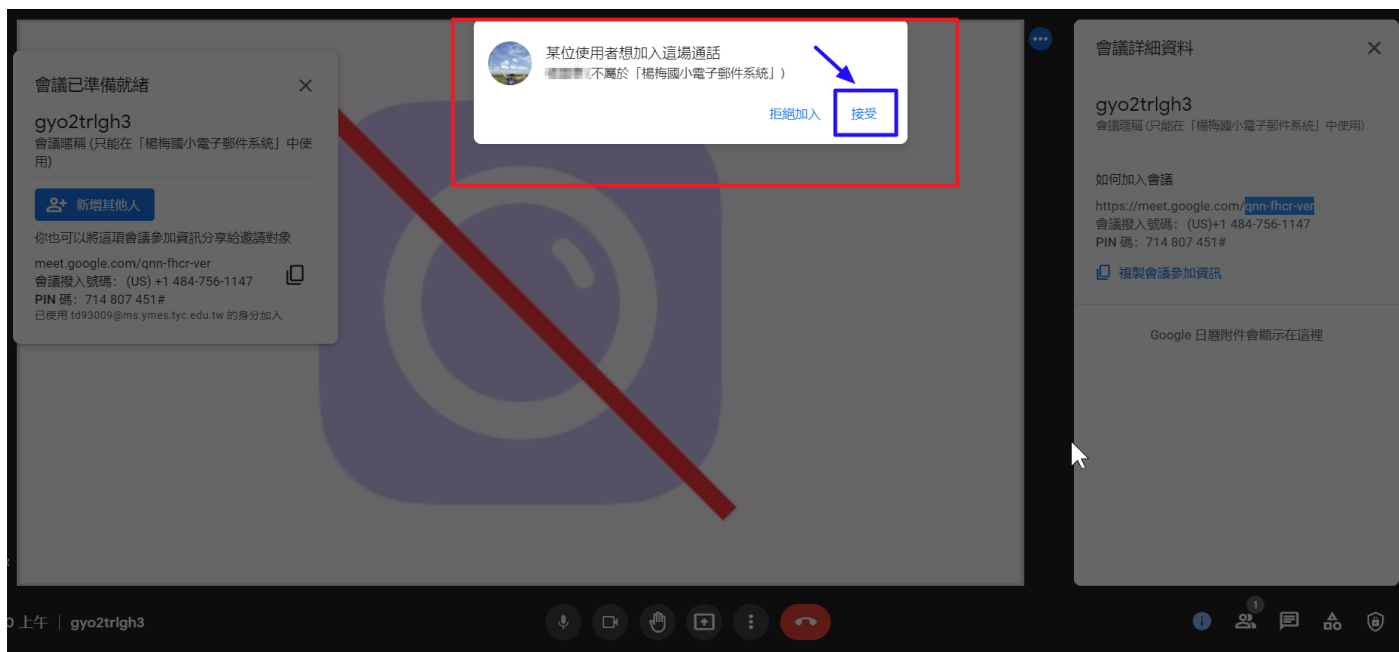 某位使用者想加入這場通話
(不屬於「楊梅國小電子郵件系統」)
拒絕加入
接受
會議已準備就緒
gyo2trlgh3
會議暱稱 (只能在「楊梅國小電子郵件系統」中使
用)
新增其他人
你也可以將這項會議參加資訊分享給邀請對象
meet.google.com/qnn-fhcr-ver
會議撥入號碼: (US) +1 484-756-1147
PIN 碼: 714 807 451#
已使用 td93009@ms.ymes.tyc.edu.tw 的身分加入
會議詳細資料
gyo2trlgh3
會議暱稱 (只能在「楊梅國小電子郵件系統」中使用)
如何加入會議
https://meet.google.com/qnn-fhcr-ver
會議撥入號碼: (US)+1 484-756-1147
PIN 碼: 714 807 451#
複製會議參加資訊
Google 日曆附件會顯示在這裡
上午 | gyo2trlgh3
1